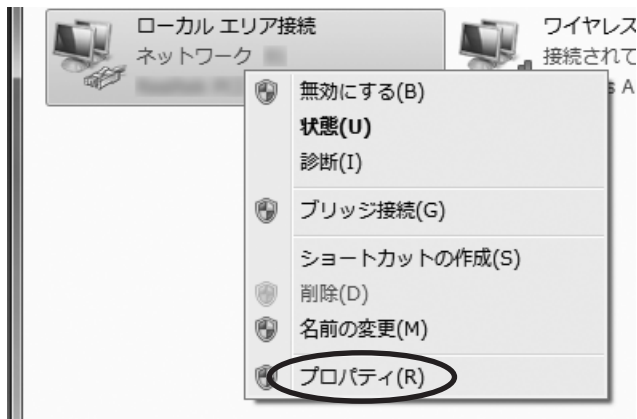 ローカル エリア接続
ネットワーク
ワイヤレス
接続されて
s A
無効にする(B)
状態(U)
診断(I)
ブリッジ接続(G)
ショートカットの作成(S)
削除(D)
名前の変更(M)
プロパティ(R)